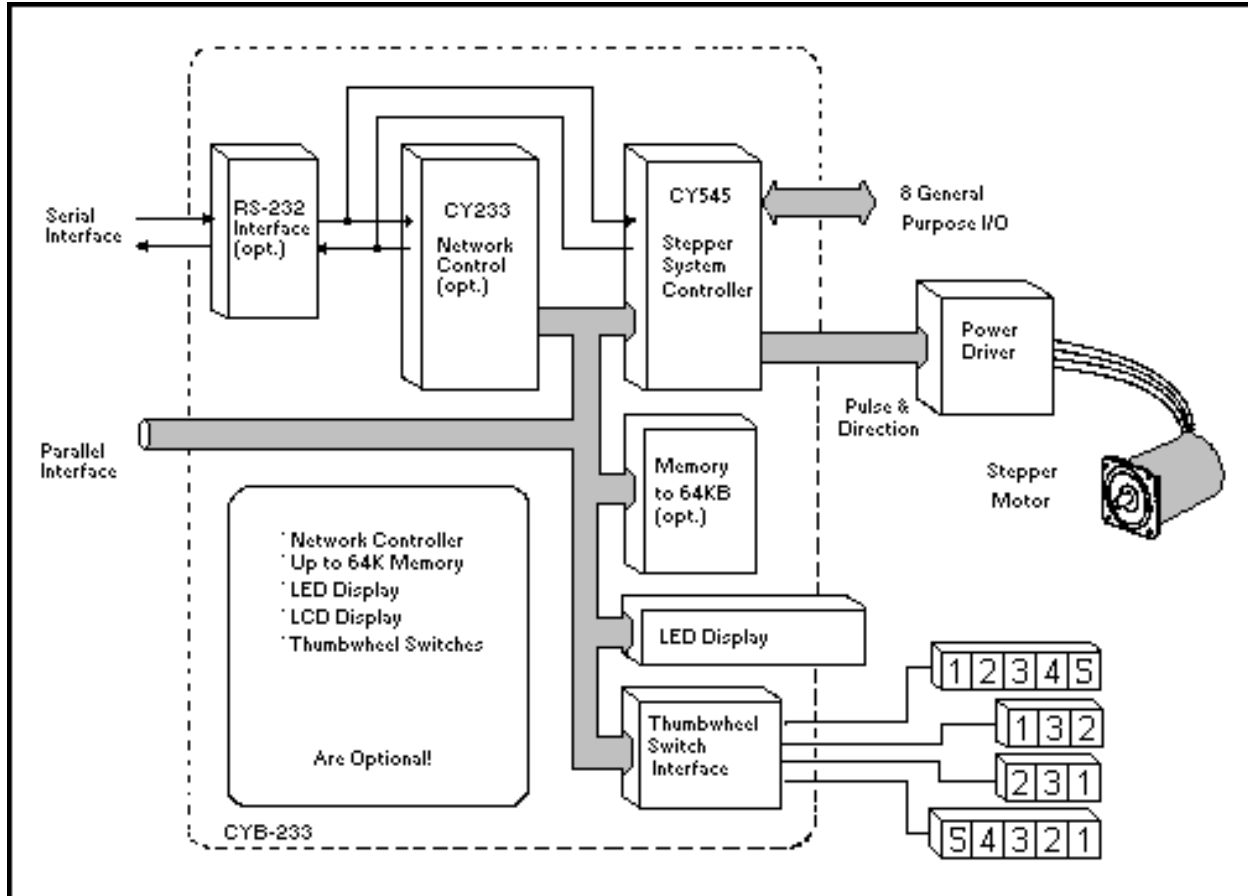 Serial
Interface
RS-232
Interface
(opt.)
CY233
Network
Control
(opt.)
CY545
Stepper
System
Controller
8 General
Purpose I/O
Power
Driver
Pulse &
Direction
Stepper
Motor
Parallel
Interface
Memory
to 64KB
(opt.)
* Network Controller
* Up to 64K Memory
* LED Display
* LCD Display
* Thumbwheel Switches
Are Optional!
LED Display
Thumbwheel
Switch
Interface
1 2 3 4 5
1 3 2
2 3 1
5 4 3 2 1
CYB-233